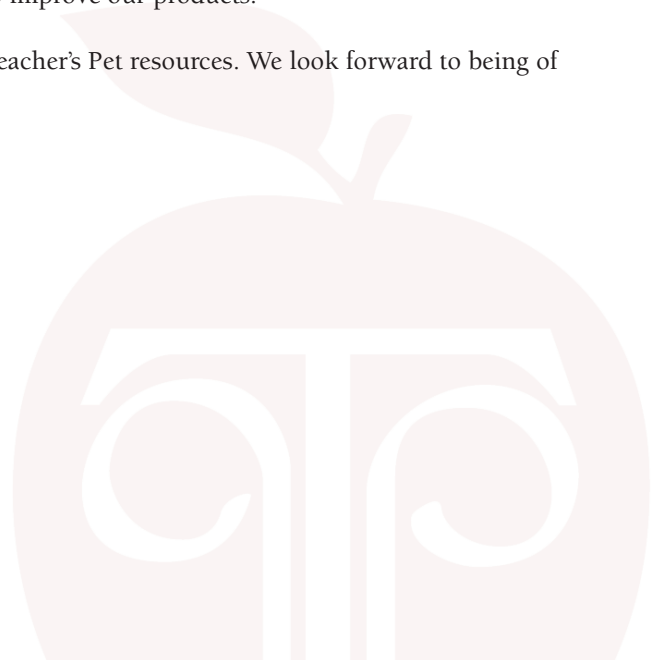 improve our products.
eacher’s Pet resources. We look forward to being of